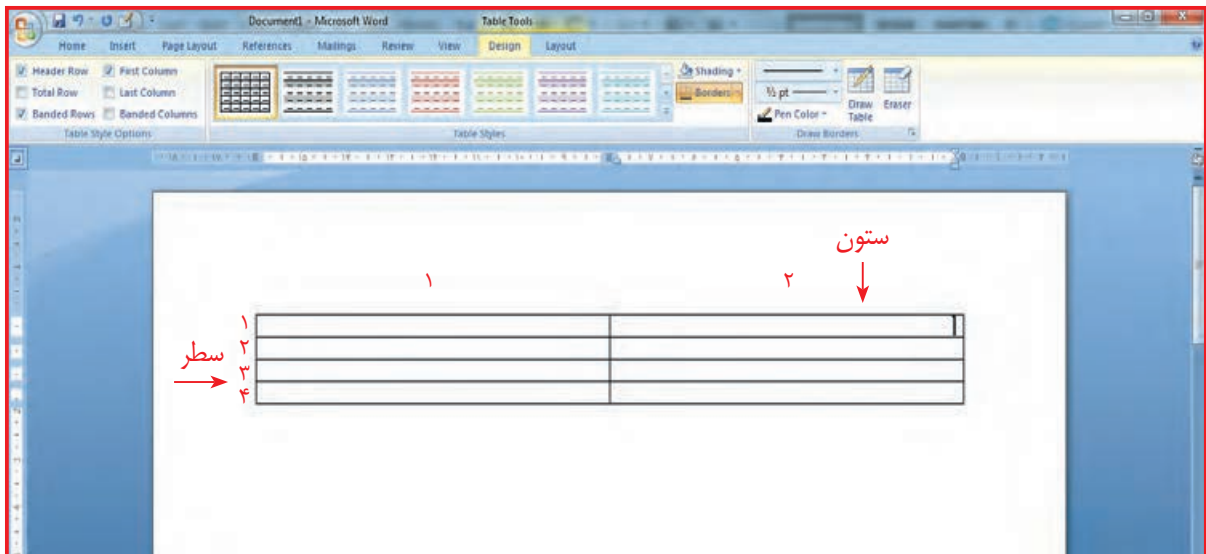 Document1 - Microsoft Word
Table Tools
Home Insert Page Layout References Mailings Review View Design Layout
Header Row First Column
Total Row Last Column
Banded Rows Banded Columns
Table Style Options
Table Styles
Shading
Borders
½ pt
Pen Color
Draw Table
Eraser
Draw Borders
ستون
۱ ۲
۱
۲
۳
۴
سطر